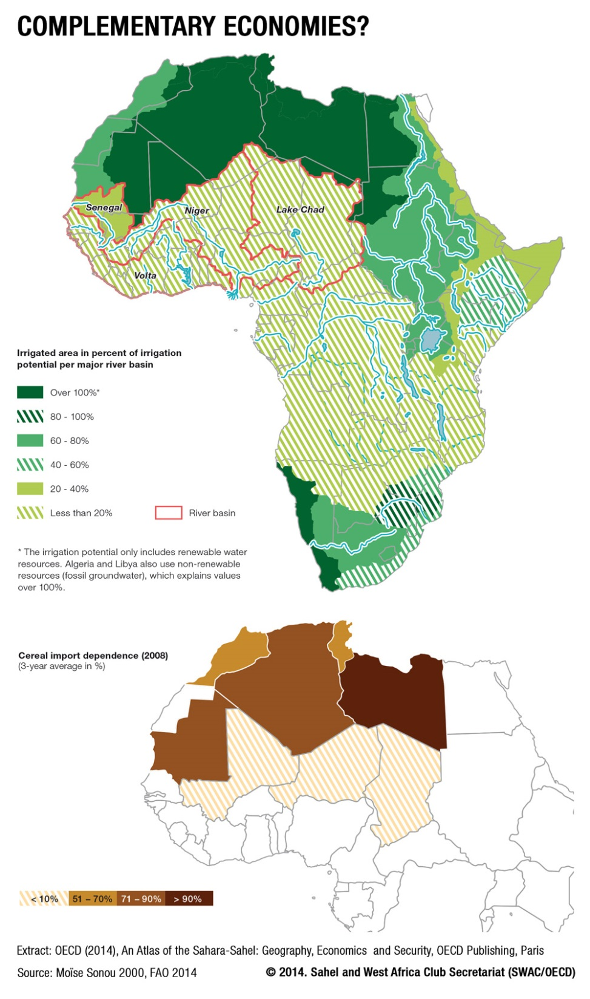 COMPLEMENTARY ECONOMIES?
Senegal
Niger
Lake Chad
Volta
Irrigated area in percent of irrigation
potential per major river basin
Over 100%*
80 - 100%
60 - 80%
40 - 60%
20 - 40%
Less than 20%
River basin
* The irrigation potential only includes renewable water
resources. Algeria and Libya also use non-renewable
resources (fossil groundwater), which explains values
over 100%.
Cereal import dependence (2008)
(3-year average in %)
< 10%
51 – 70%
71 – 90%
> 90%
Extract: OECD (2014), An Atlas of the Sahara-Sahel: Geography, Economics and Security, OECD Publishing, Paris
Source: Moïse Sonou 2000, FAO 2014
© 2014. Sahel and West Africa Club Secretariat (SWAC/OECD)